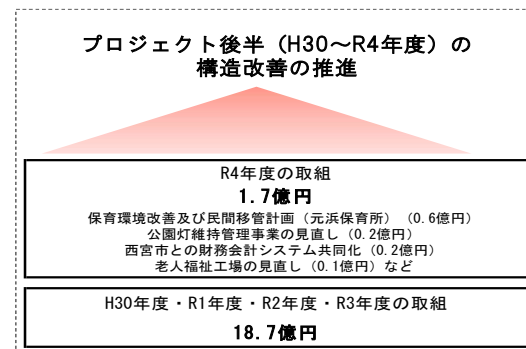 プロジェクト後半（H30～R4年度）の
構造改善の推進
R4年度の取組
1.7億円
保育環境改善及び民間移管計画（元浜保育所）（0.6億円）
公園灯維持管理事業の見直し（0.2億円）
西宮市との財務会計システム共同化（0.2億円）
老人福祉工場の見直し（0.1億円）など
H30年度・R1年度・R2年度・R3年度の取組
18.7億円